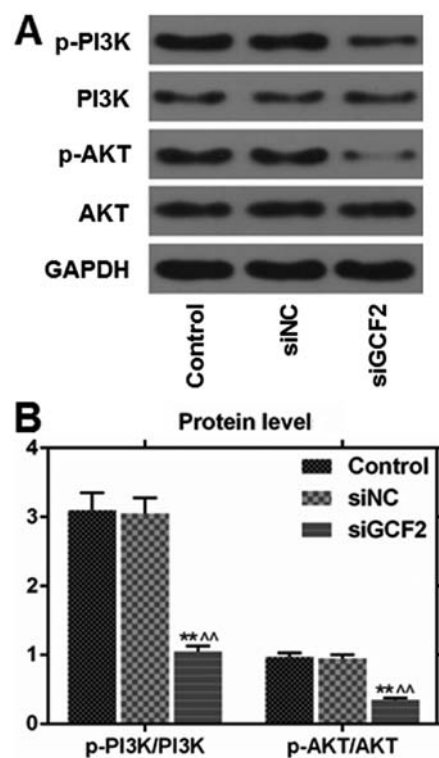 A
p-PI3K
PI3K
p-AKT
AKT
GAPDH
Control
siNC
siGCF2
B
Protein level
4
3
2
1
0
Control
siNC
siGCF2
**^^
**^^
p-PI3K/PI3K
p-AKT/AKT